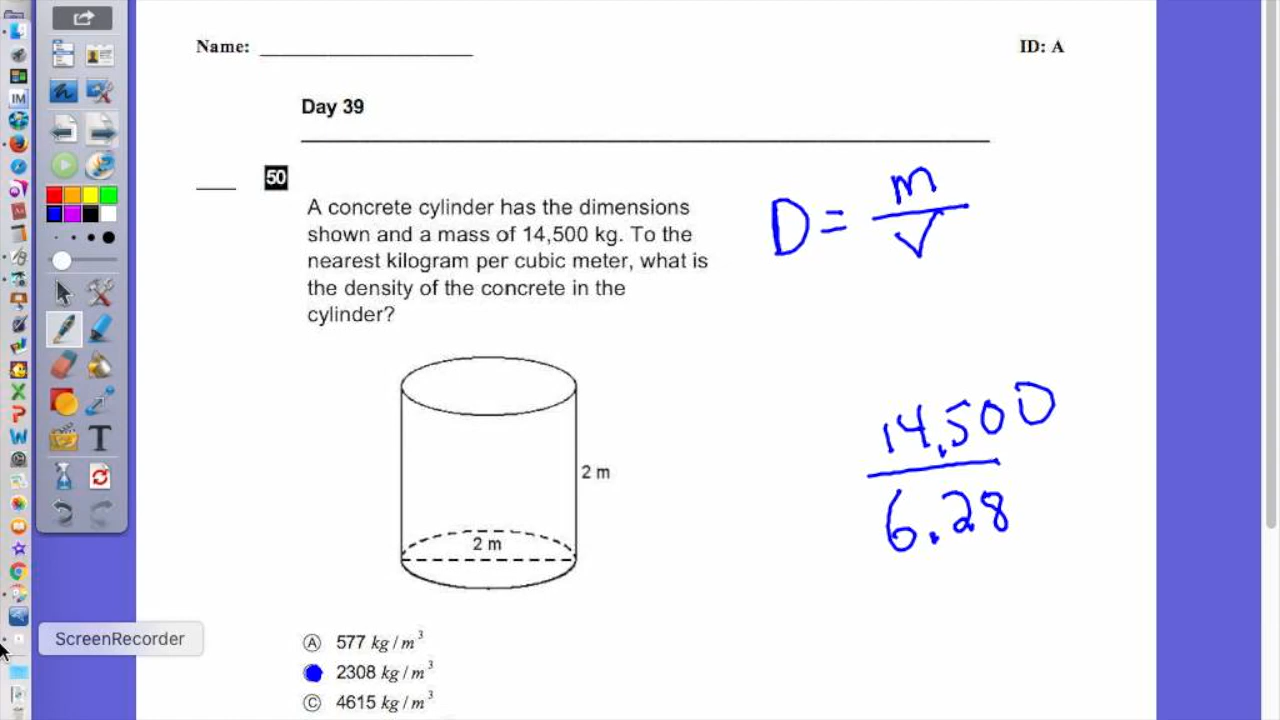 Name: ____________________
ID: A
Day 39
50
A concrete cylinder has the dimensions
shown and a mass of 14,500 kg. To the
nearest kilogram per cubic meter, what is
the density of the concrete in the
cylinder?
D = m
V
14,500
6.28
2 m
2 m
A 577 kg / m³
2308 kg / m³
C 4615 kg / m³
IM
T
ScreenRecorder